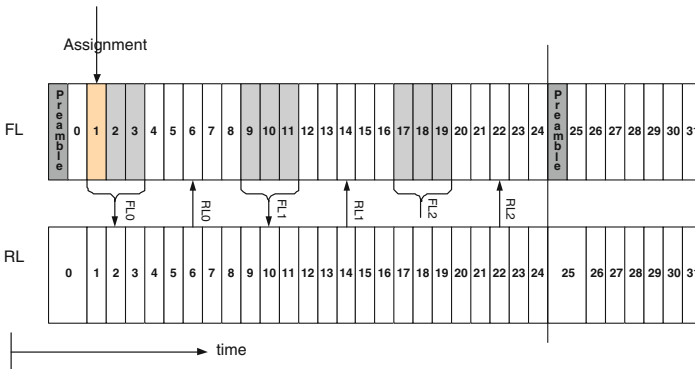 Assignment
FL
Preamble 0 1 2 3 4 5 6 7 8 9 10 11 12 13 14 15 16 17 18 19 20 21 22 23 24 Preamble 25 26 27 28 29 30 31
FL0 RL0 FL1 RL1 FL2 RL2
RL
0 1 2 3 4 5 6 7 8 9 10 11 12 13 14 15 16 17 18 19 20 21 22 23 24 25 26 27 28 29 30 31
time